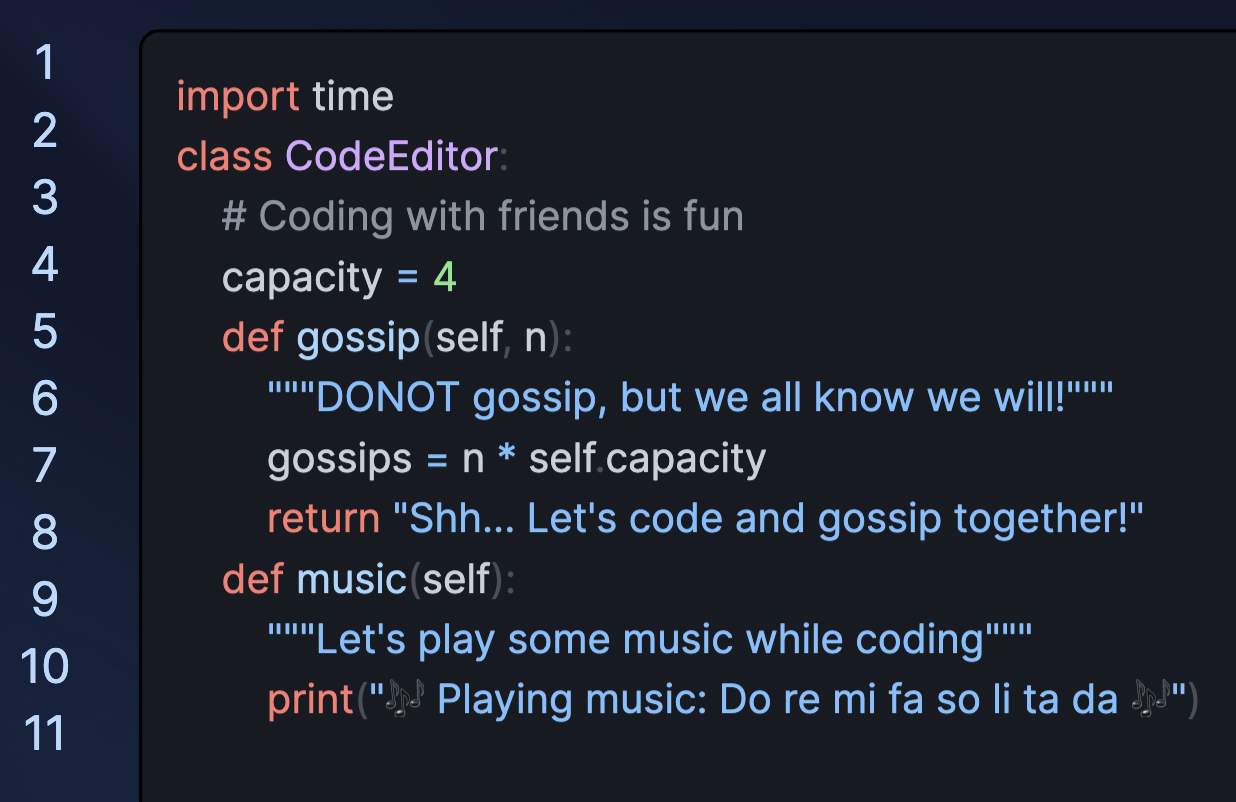 1
2
3
4
5
6
7
8
9
10
11
import time
class CodeEditor:
# Coding with friends is fun
capacity = 4
def gossip(self, n):
"""DONOT gossip, but we all know we will!"""
gossips = n * self.capacity
return "Shh... Let's code and gossip together!"
def music(self):
"""Let's play some music while coding"""
print("🎶 Playing music: Do re mi fa so li ta da 🎶")